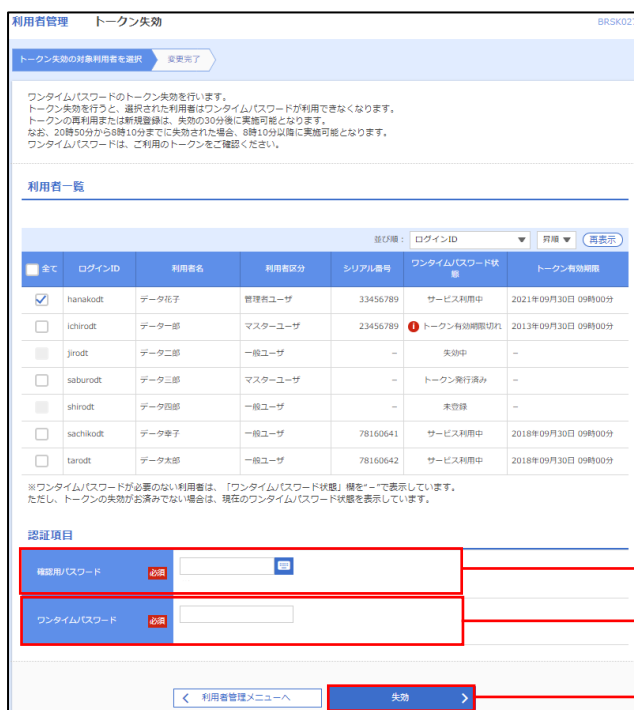 利用者管理 トークン失効 BRSK027
トークン失効の対象利用者を選択 変更完了
ワンタイムパスワードのトークン失効を行います。
トークン失効を行うと、選択された利用者はワンタイムパスワードが利用できなくなります。
トークンの再利用または新規登録は、失効の30分後に実施可能となります。
なお、20時50分から8時10分までに失効された場合、8時10分以降に実施可能となります。
ワンタイムパスワードは、ご利用のトークンをご確認ください。
利用者一覧
並び順： ログインID 昇順 再表示
全て ログインID 利用者名 利用者区分 シリアル番号 ワンタイムパスワード状態 トークン有効期限
hanakodt データ花子 管理者ユーザ 33456789 サービス利用中 2021年09月30日 09時00分
ichirodt データ一郎 マスターユーザ 23456789 トークン有効期限切れ 2013年09月30日 09時00分
jirodt データ二郎 一般ユーザ － 失効中 －
saburodt データ三郎 マスターユーザ － トークン発行済み －
shirodt データ四郎 一般ユーザ － 未登録 －
sachikodt データ幸子 一般ユーザ 78160641 サービス利用中 2018年09月30日 09時00分
tarodt データ太郎 一般ユーザ 78160642 サービス利用中 2018年09月30日 09時00分
※ワンタイムパスワードが必要のない利用者は、「ワンタイムパスワード状態」欄を"－"で表示しています。
ただし、トークンの失効がお済みでない場合は、現在のワンタイムパスワード状態を表示しています。
認証項目
確認用パスワード 必須
ワンタイムパスワード 必須
利用者管理メニューへ 失効